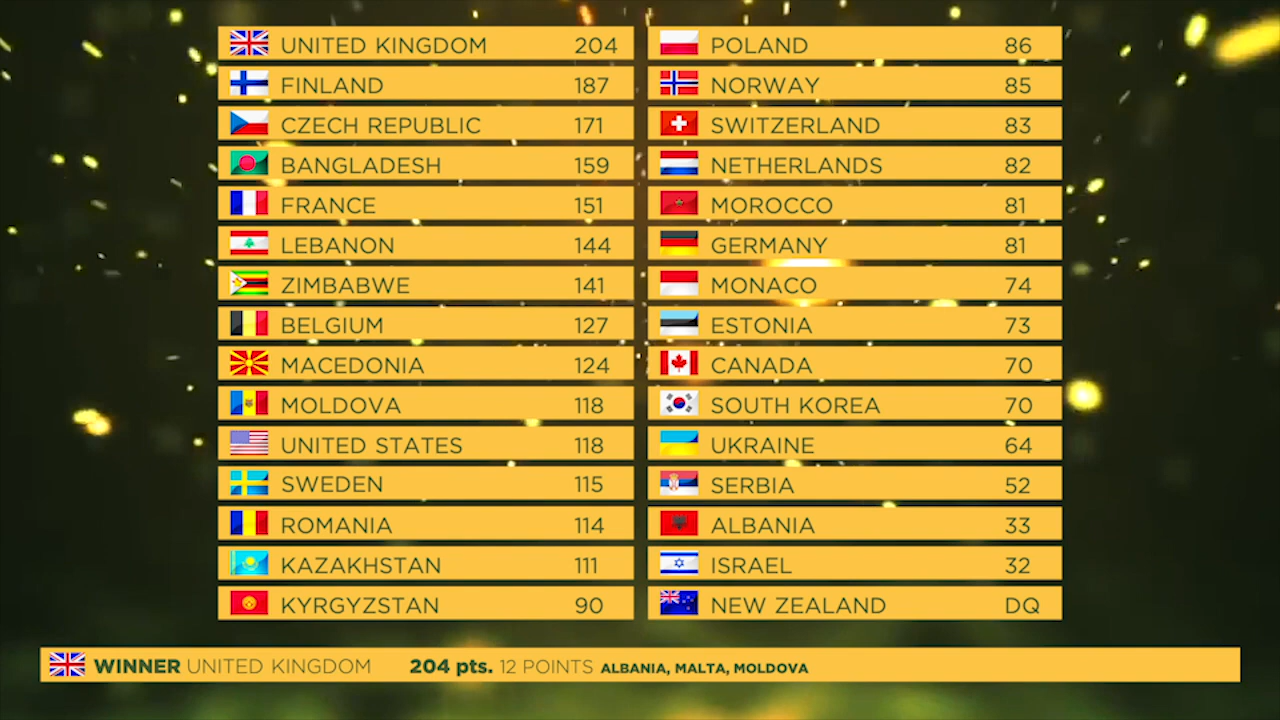 UNITED KINGDOM 204
FINLAND 187
CZECH REPUBLIC 171
BANGLADESH 159
FRANCE 151
LEBANON 144
ZIMBABWE 141
BELGIUM 127
MACEDONIA 124
MOLDOVA 118
UNITED STATES 118
SWEDEN 115
ROMANIA 114
KAZAKHSTAN 111
KYRGYZSTAN 90
POLAND 86
NORWAY 85
SWITZERLAND 83
NETHERLANDS 82
MOROCCO 81
GERMANY 81
MONACO 74
ESTONIA 73
CANADA 70
SOUTH KOREA 70
UKRAINE 64
SERBIA 52
ALBANIA 33
ISRAEL 32
NEW ZEALAND DQ
WINNER UNITED KINGDOM 204 pts. 12 POINTS ALBANIA, MALTA, MOLDOVA